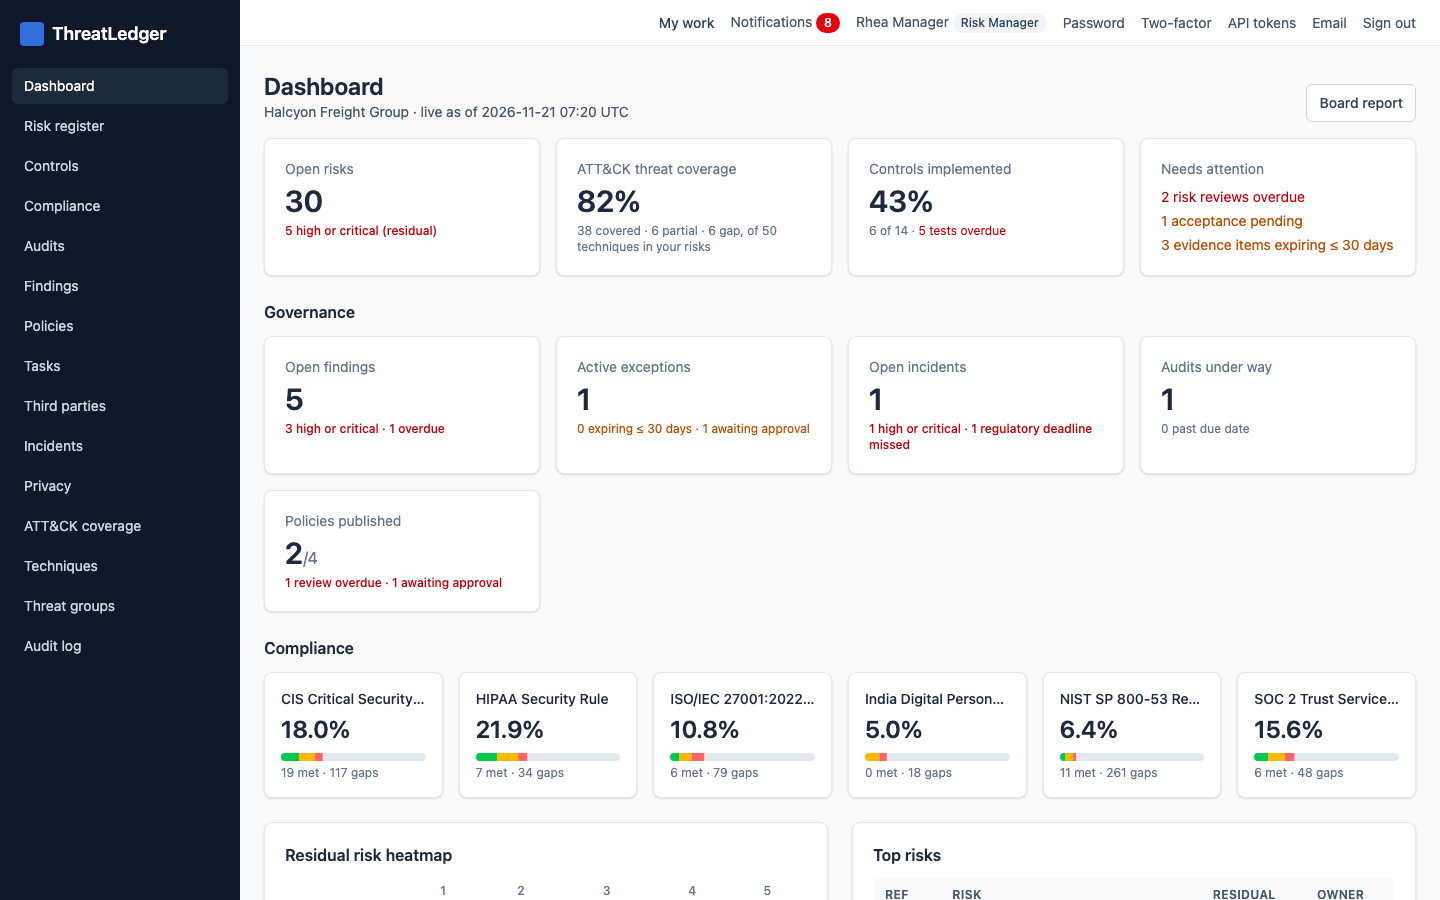 ThreatLedger
Dashboard
Risk register
Controls
Compliance
Audits
Findings
Policies
Tasks
Third parties
Incidents
Privacy
ATT&CK coverage
Techniques
Threat groups
Audit log
My work Notifications 8 Rhea Manager Risk Manager Password Two-factor API tokens Email Sign out
Dashboard
Halcyon Freight Group · live as of 2026-11-21 07:20 UTC
Board report
Open risks
30
5 high or critical (residual)
ATT&CK threat coverage
82%
38 covered · 6 partial · 6 gap, of 50
techniques in your risks
Controls implemented
43%
6 of 14 · 5 tests overdue
Needs attention
2 risk reviews overdue
1 acceptance pending
3 evidence items expiring ≤ 30 days
Governance
Open findings
5
3 high or critical · 1 overdue
Active exceptions
1
0 expiring ≤ 30 days · 1 awaiting approval
Open incidents
1
1 high or critical · 1 regulatory deadline
missed
Audits under way
1
0 past due date
Policies published
2/4
1 review overdue · 1 awaiting approval
Compliance
CIS Critical Security...
18.0%
19 met · 117 gaps
HIPAA Security Rule
21.9%
7 met · 34 gaps
ISO/IEC 27001:2022...
10.8%
6 met · 79 gaps
India Digital Person...
5.0%
0 met · 18 gaps
NIST SP 800-53 Re...
6.4%
11 met · 261 gaps
SOC 2 Trust Service...
15.6%
6 met · 48 gaps
Residual risk heatmap
1 2 3 4 5
Top risks
REF RISK RESIDUAL OWNER